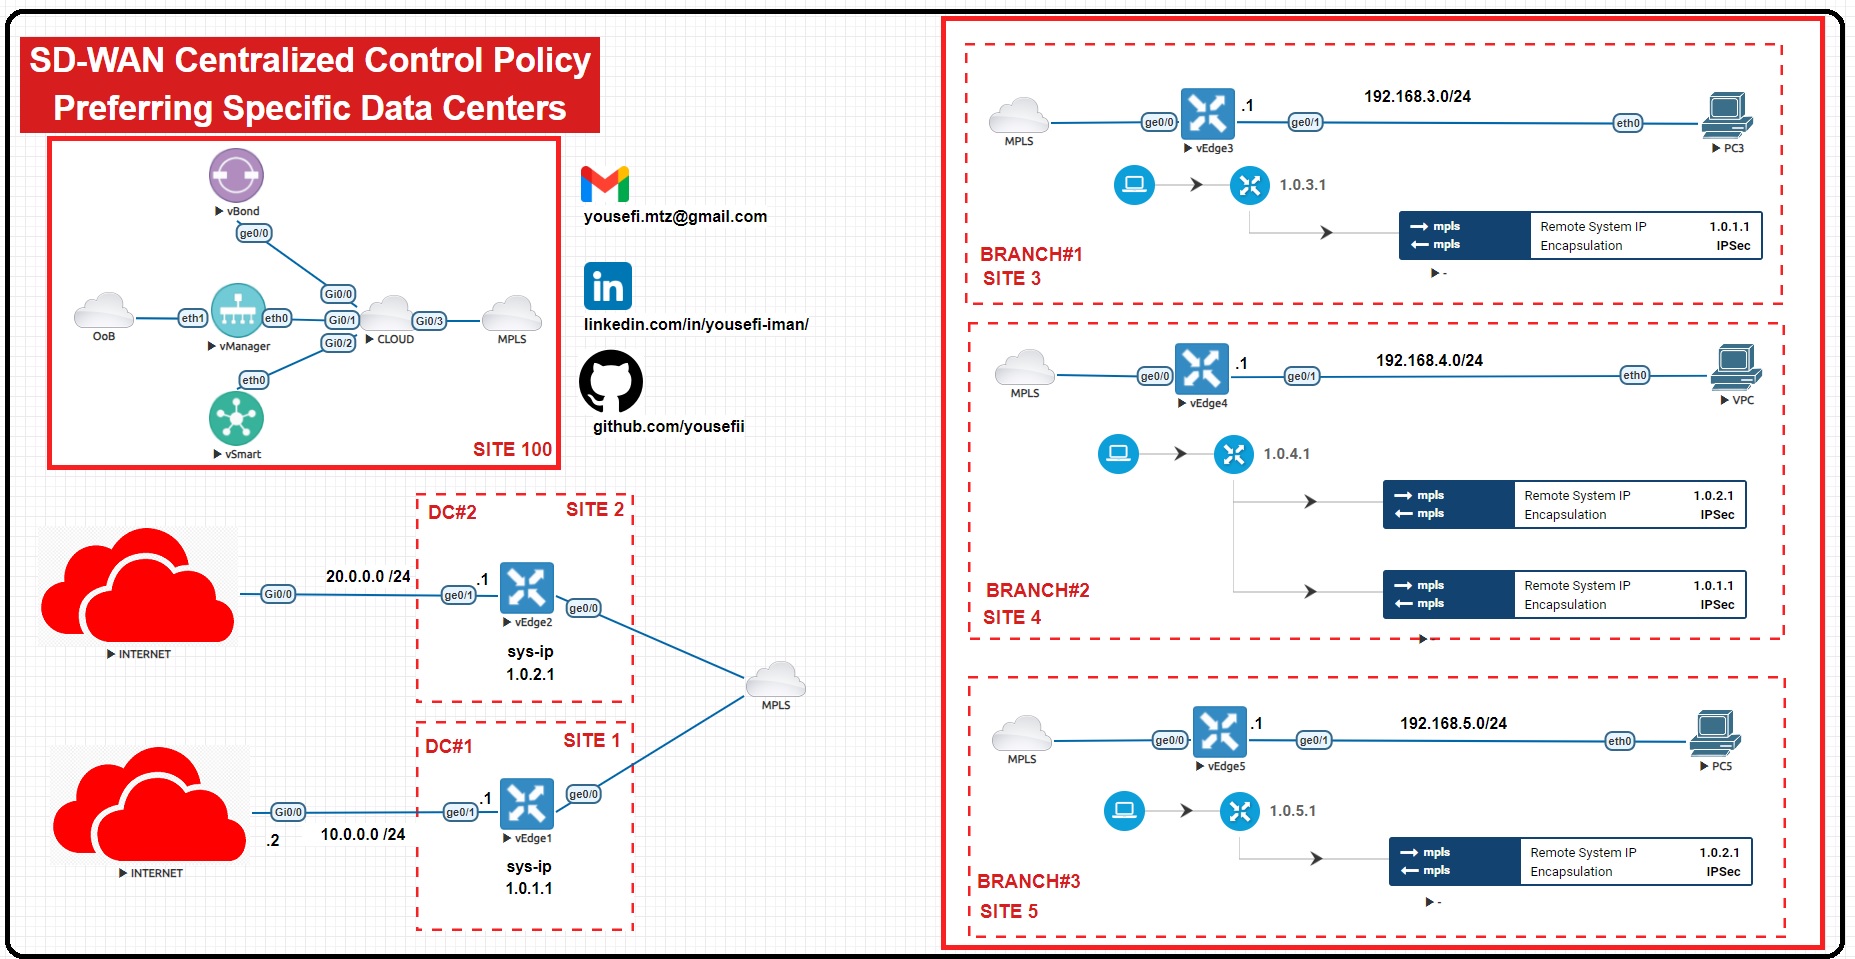 SD-WAN Centralized Control Policy
Preferring Specific Data Centers
vBond
ge0/0
Gi0/0
OoB
eth1
vManager
eth0
Gi0/1
CLOUD
Gi0/3
MPLS
Gi0/2
eth0
vSmart
SITE 100
yousefi.mtz@gmail.com
in
linkedin.com/in/yousefi-iman/
github.com/yousefii
DC#2
SITE 2
INTERNET
Gi0/0
20.0.0.0 /24
ge0/1
.1
vEdge2
ge0/0
sys-ip
1.0.2.1
MPLS
DC#1
SITE 1
INTERNET
Gi0/0
.2
10.0.0.0 /24
ge0/1
.1
vEdge1
ge0/0
sys-ip
1.0.1.1
MPLS
ge0/0
vEdge3
.1
ge0/1
192.168.3.0/24
eth0
PC3
1.0.3.1
mpls
mpls
Remote System IP 1.0.1.1
Encapsulation IPSec
-
BRANCH#1
SITE 3
MPLS
ge0/0
vEdge4
.1
ge0/1
192.168.4.0/24
eth0
VPC
1.0.4.1
mpls
mpls
Remote System IP 1.0.2.1
Encapsulation IPSec
mpls
mpls
Remote System IP 1.0.1.1
Encapsulation IPSec
-
BRANCH#2
SITE 4
MPLS
ge0/0
vEdge5
.1
ge0/1
192.168.5.0/24
eth0
PC5
1.0.5.1
mpls
mpls
Remote System IP 1.0.2.1
Encapsulation IPSec
-
BRANCH#3
SITE 5